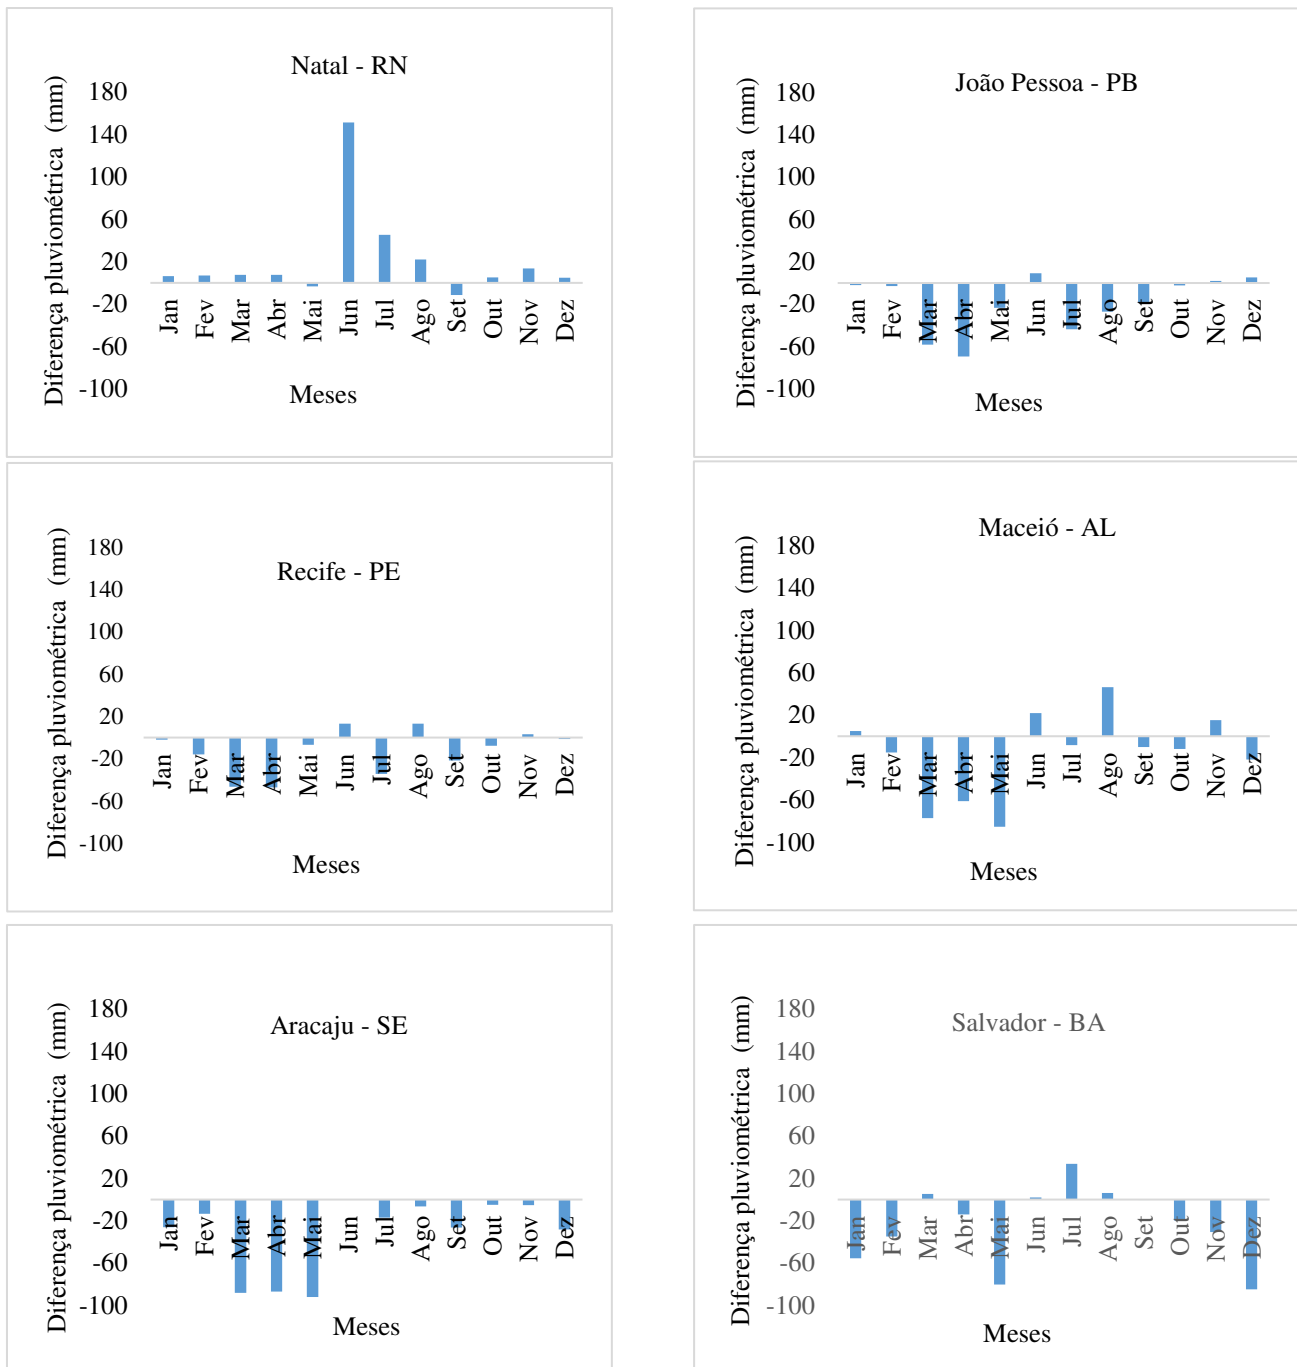 Natal - RN
Diferença pluviométrica (mm)
180
140
100
60
20
-20
-60
-100
Jan Fev Mar Abr Mai Jun Jul Ago Set Out Nov Dez
Meses
João Pessoa - PB
Diferença pluviométrica (mm)
180
140
100
60
20
-20
-60
-100
Jan Fev Mar Abr Mai Jun Jul Ago Set Out Nov Dez
Meses
Recife - PE
Diferença pluviométrica (mm)
180
140
100
60
20
-20
-60
-100
Jan Fev Mar Abr Mai Jun Jul Ago Set Out Nov Dez
Meses
Maceió - AL
Diferença pluviométrica (mm)
180
140
100
60
20
-20
-60
-100
Jan Fev Mar Abr Mai Jun Jul Ago Set Out Nov Dez
Meses
Aracaju - SE
Diferença pluviométrica (mm)
180
140
100
60
20
-20
-60
-100
Jan Fev Mar Abr Mai Jun Jul Ago Set Out Nov Dez
Meses
Salvador - BA
Diferença pluviométrica (mm)
180
140
100
60
20
-20
-60
-100
Jan Fev Mar Abr Mai Jun Jul Ago Set Out Nov Dez
Meses